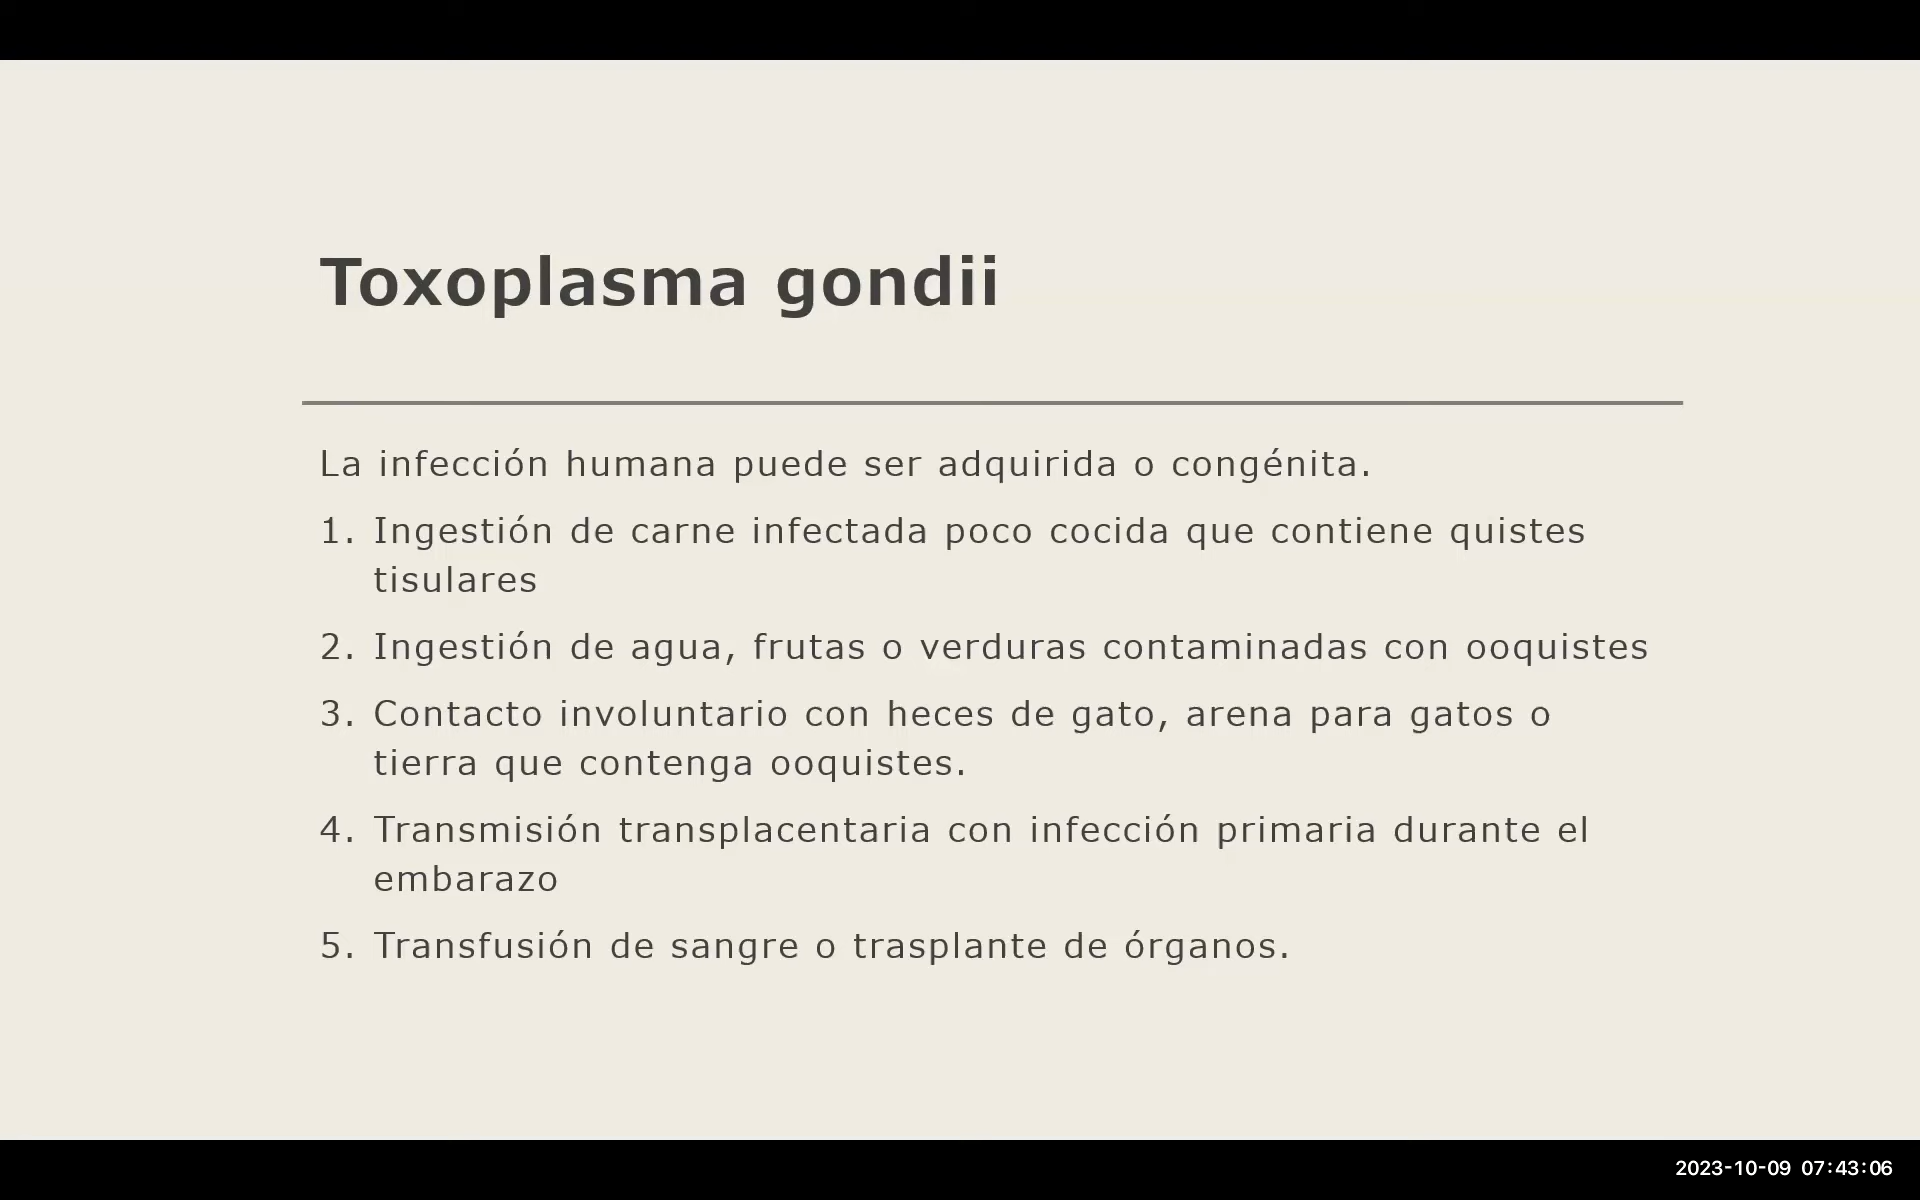 Toxoplasma gondii
La infección humana puede ser adquirida o congénita.
1. Ingestión de carne infectada poco cocida que contiene quistes
tisulares
2. Ingestión de agua, frutas o verduras contaminadas con ooquistes
3. Contacto involuntario con heces de gato, arena para gatos o
tierra que contenga ooquistes.
4. Transmisión transplacentaria con infección primaria durante el
embarazo
5. Transfusión de sangre o trasplante de órganos.
2023-10-09 07:43:06